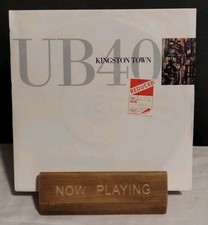 UB40
KINGSTON TOWN
REDUCED
NOW PLAYING